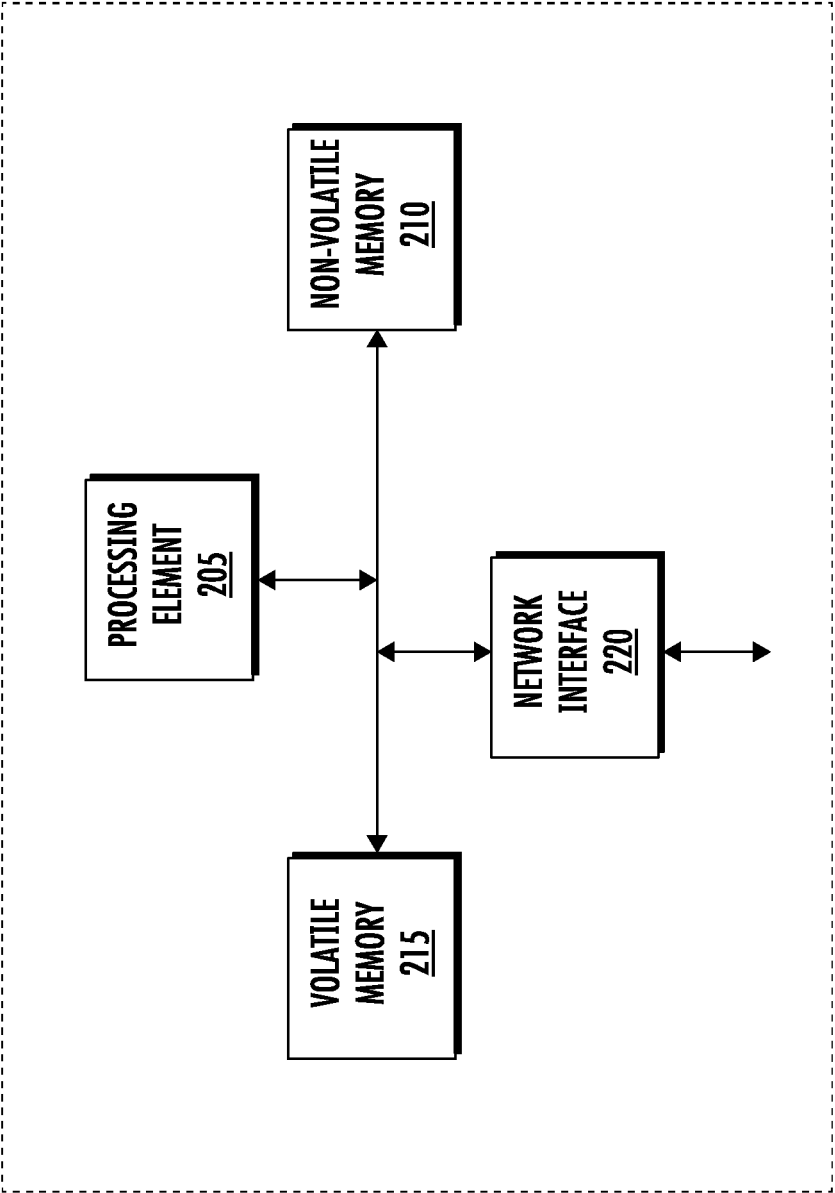 PROCESSING
ELEMENT
205
VOLATILE
MEMORY
215
NON-VOLATILE
MEMORY
210
NETWORK
INTERFACE
220